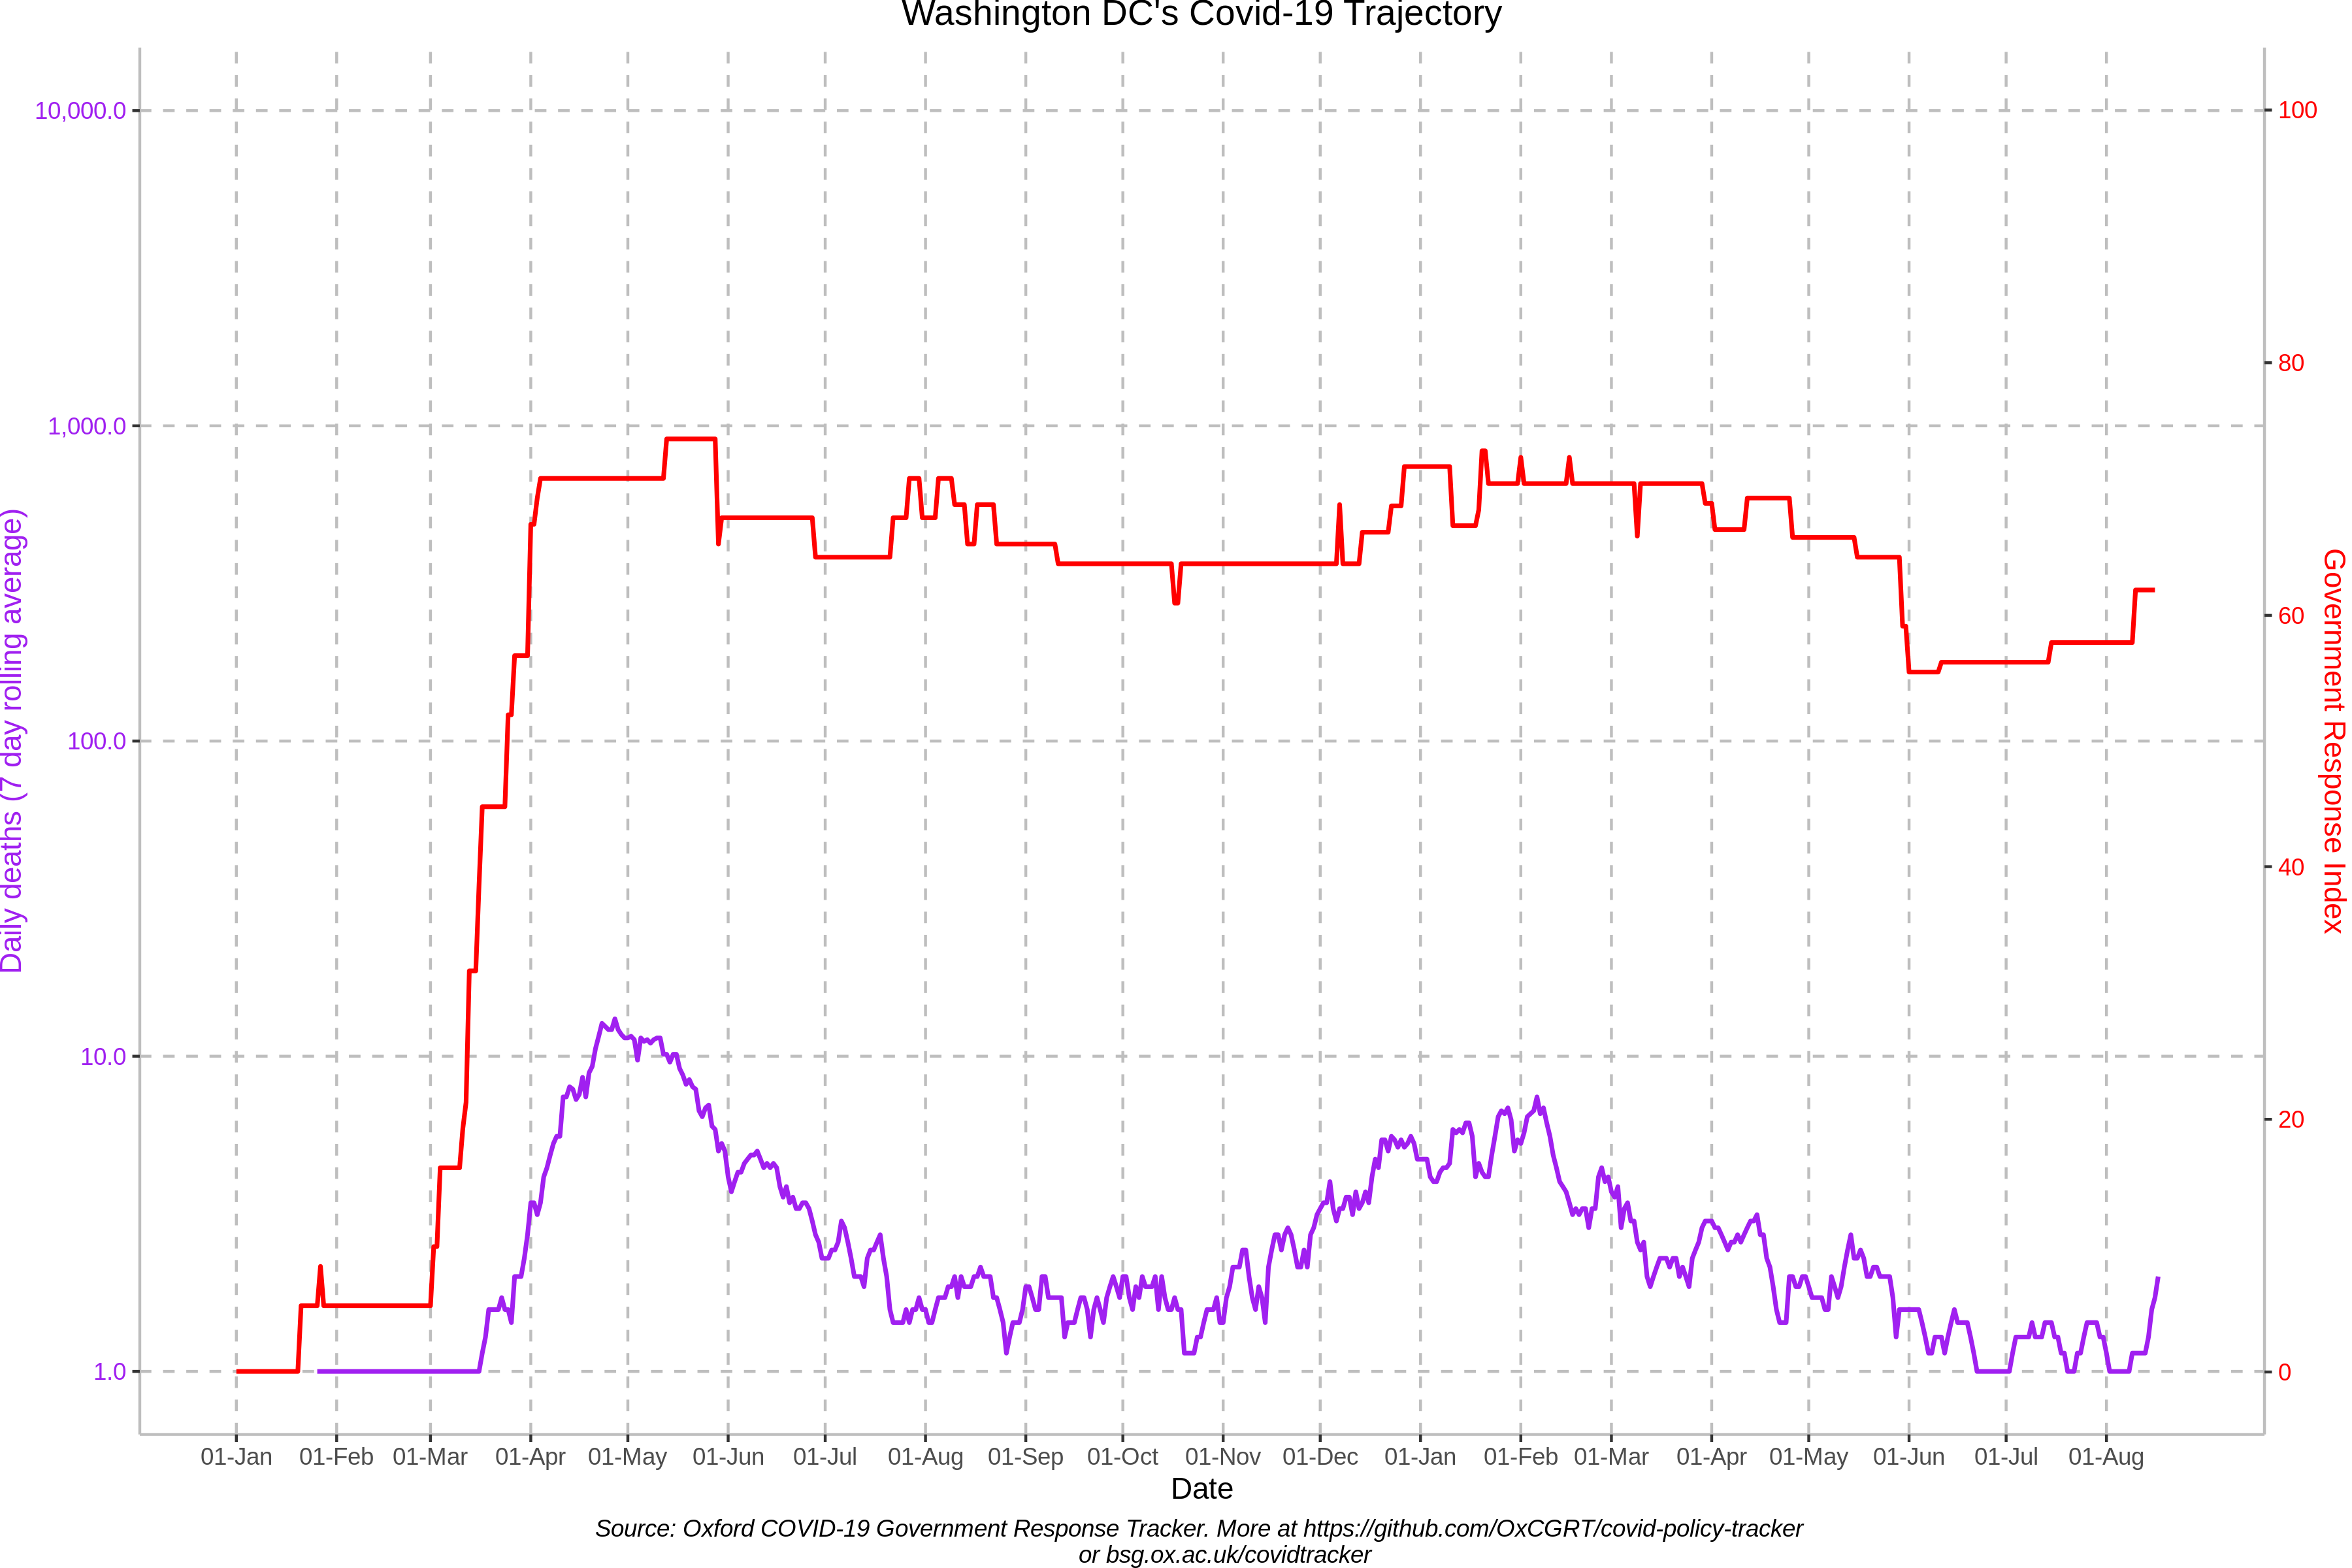 Washington DC's Covid-19 Trajectory
Daily deaths (7 day rolling average)
10,000.0
1,000.0
100.0
10.0
1.0
100
80
60
40
20
0
Government Response Index
01-Jan 01-Feb 01-Mar 01-Apr 01-May 01-Jun 01-Jul 01-Aug 01-Sep 01-Oct 01-Nov 01-Dec 01-Jan 01-Feb 01-Mar 01-Apr 01-May 01-Jun 01-Jul 01-Aug
Date
Source: Oxford COVID-19 Government Response Tracker. More at https://github.com/OxCGRT/covid-policy-tracker
or bsg.ox.ac.uk/covidtracker